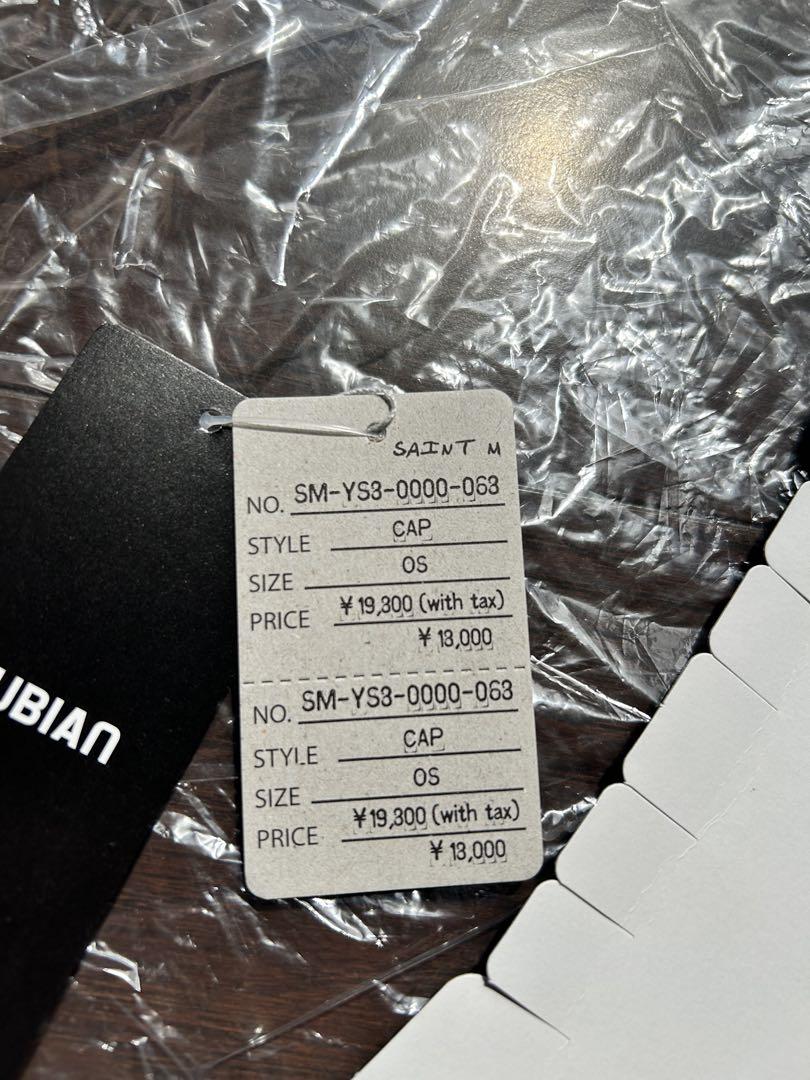 SAINT M
NO. SM-YS3-0000-063
STYLE CAP
SIZE OS
PRICE ¥19,300 (with tax)
¥13,000
NO. SM-YS3-0000-063
STYLE CAP
SIZE OS
PRICE ¥19,300 (with tax)
¥13,000
UBIAN